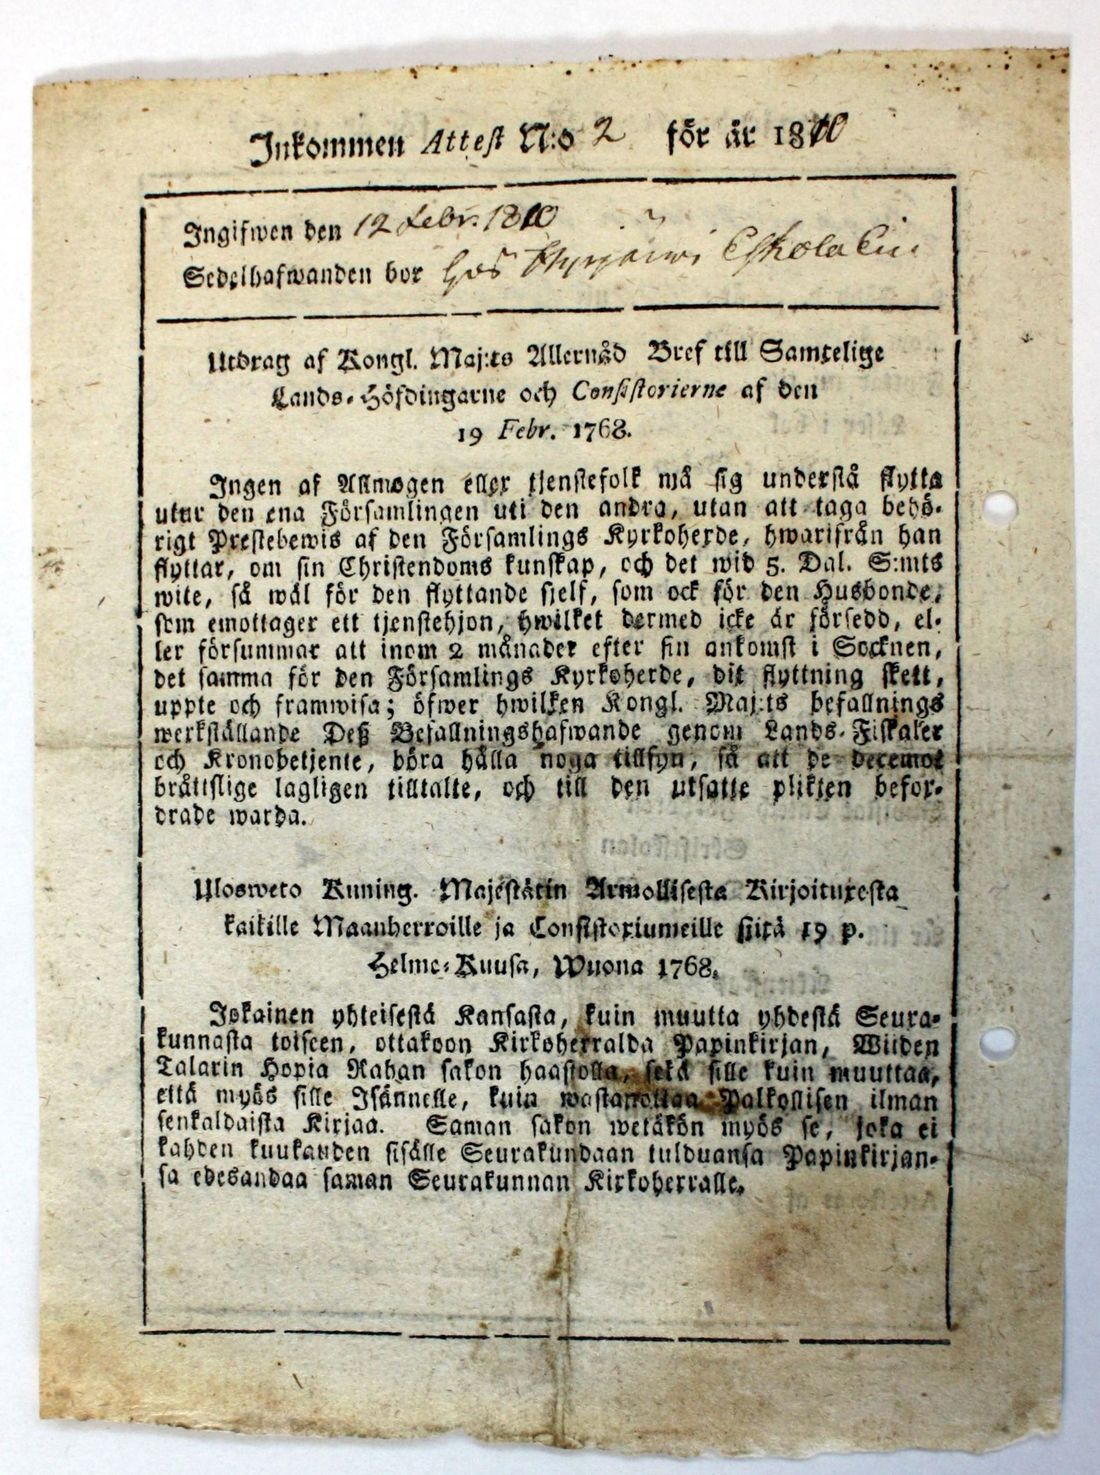 Inkommen Attest N:o 2 för år 1810
Ingifwen den 12 Febr. 1810
Sedelhafwanden bor hos Eskola
Utdrag af Kongl. Maj:ts Allernåd Bref till Samtelige
Lands-Höfdingarne och Consistorierne af den
19 Febr. 1768.
Ingen af Allmogen eller tjenstefolk må sig understå flytta
utur den ena Församlingen uti den andra, utan att taga behö-
rigt Prestebewis af den Församlings Kyrkoherde, hwarifrån han
flyttar, om sin Christendoms kunskap, och det wid 5. Dal. S:mts
wite, så wäl för den flyttande sjelf, som ock för den Husbonde,
som emottager ett tjenstehjon, hwilket dermed icke är försedd, el-
ler försummar att inom 2 månader efter sin ankomst i Socknen,
det samma för den Församlings Kyrkoherde, dit flyttning skett,
uppte och framwisa; öfwer hwilken Kongl. Maj:ts befallnings
werkställande Deß Befallningshafwande genom Lands-Fiskaler
och Kronobetjente, böra hålla noga tillsyn, så att de deremot
bråttslige lagligen tilltalte, och till den utsatte plikten befor-
drade warda.
Ulosweto Kuning. Majestätin Armollisesta Kirjoituxesta
kaikille Maanherroille ja Consistoriumeille siitä 19 p.
Helme-Kuusa, Wuona 1768.
Jokainen yhteisestä Kansasta, kuin muutta yhdestä Seura-
kunnasta toiseen, ottakoon Kirkoherralda Papinkirjan, Wiiden
Talarin Hopia Rahan sakon haastolla, sekä sille kuin muuttaa,
että myös sille Isännelle, kuin wastanottaa Palkollisen ilman
senkaldaista Kirjaa. Saman sakon wetäkön myös se, joka ei
kahden kuukauden sisälle Seurakundaan tulduansa Papinkirjan-
sa edesandaa saman Seurakunnan Kirkoherralle.